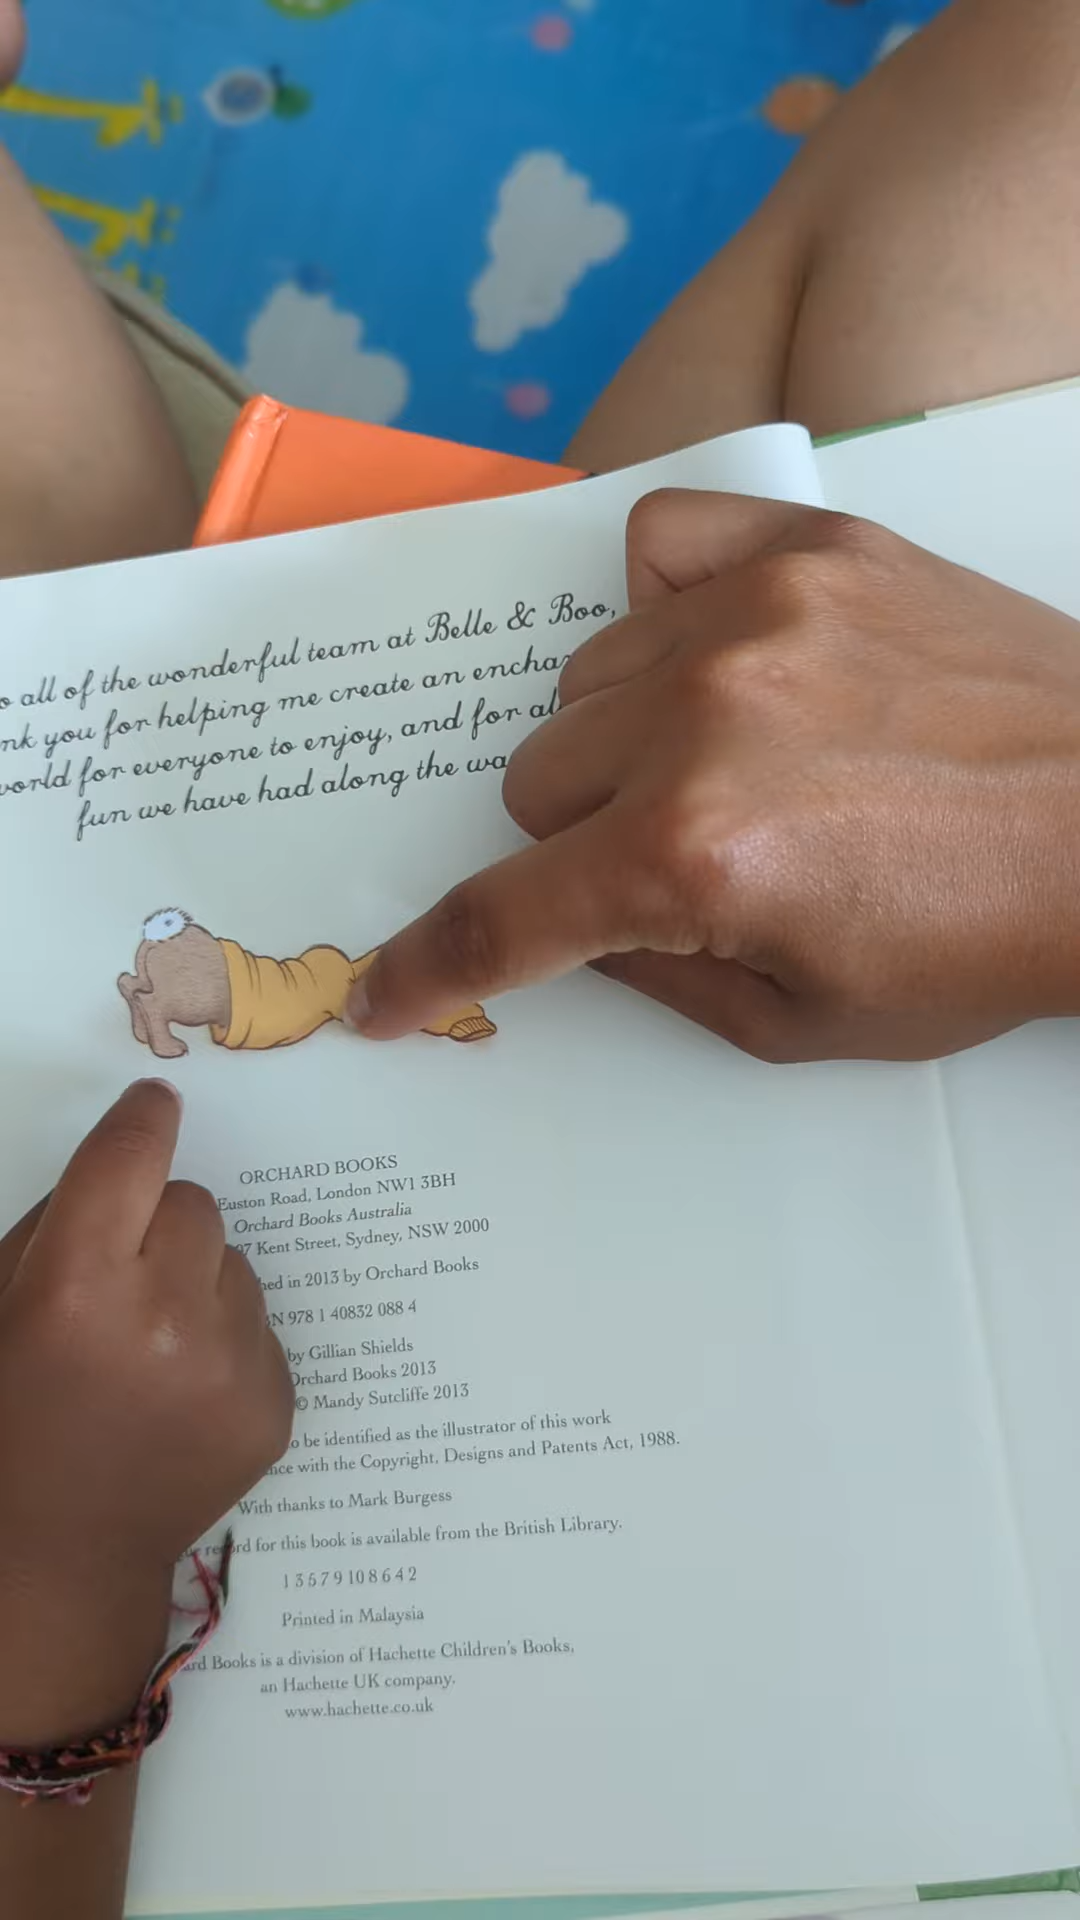 all of the wonderful team at Belle & Boo,
you for helping me create an
for everyone to enjoy, and for
fun we have had along the
ORCHARD BOOKS
Euston Road, London NW1 3BH
Orchard Books Australia
Kent Street, Sydney, NSW 2000
in 2013 by Orchard Books
978 1 40832 088 4
by Gillian Shields
Orchard Books 2013
© Mandy Sutcliffe 2013
to be identified as the illustrator of this work
with the Copyright, Designs and Patents Act, 1988.
With thanks to Mark Burgess
record for this book is available from the British Library.
1 3 5 7 9 10 8 6 4 2
Printed in Malaysia
Books is a division of Hachette Children's Books,
an Hachette UK company.
www.hachette.co.uk